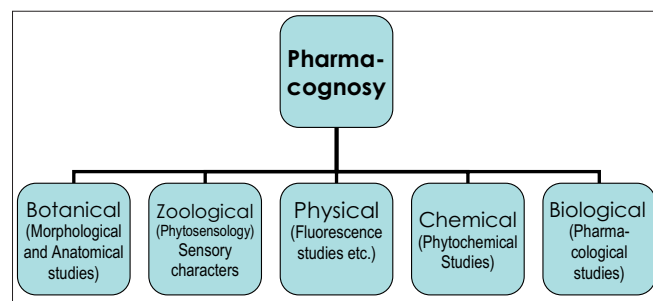 Pharma-
cognosy
Botanical
(Morphological
and Anatomical
studies)
Zoological
(Phytosensology)
Sensory
characters
Physical
(Fluorescence
studies etc.)
Chemical
(Phytochemical
Studies)
Biological
(Pharma-
cological
studies)